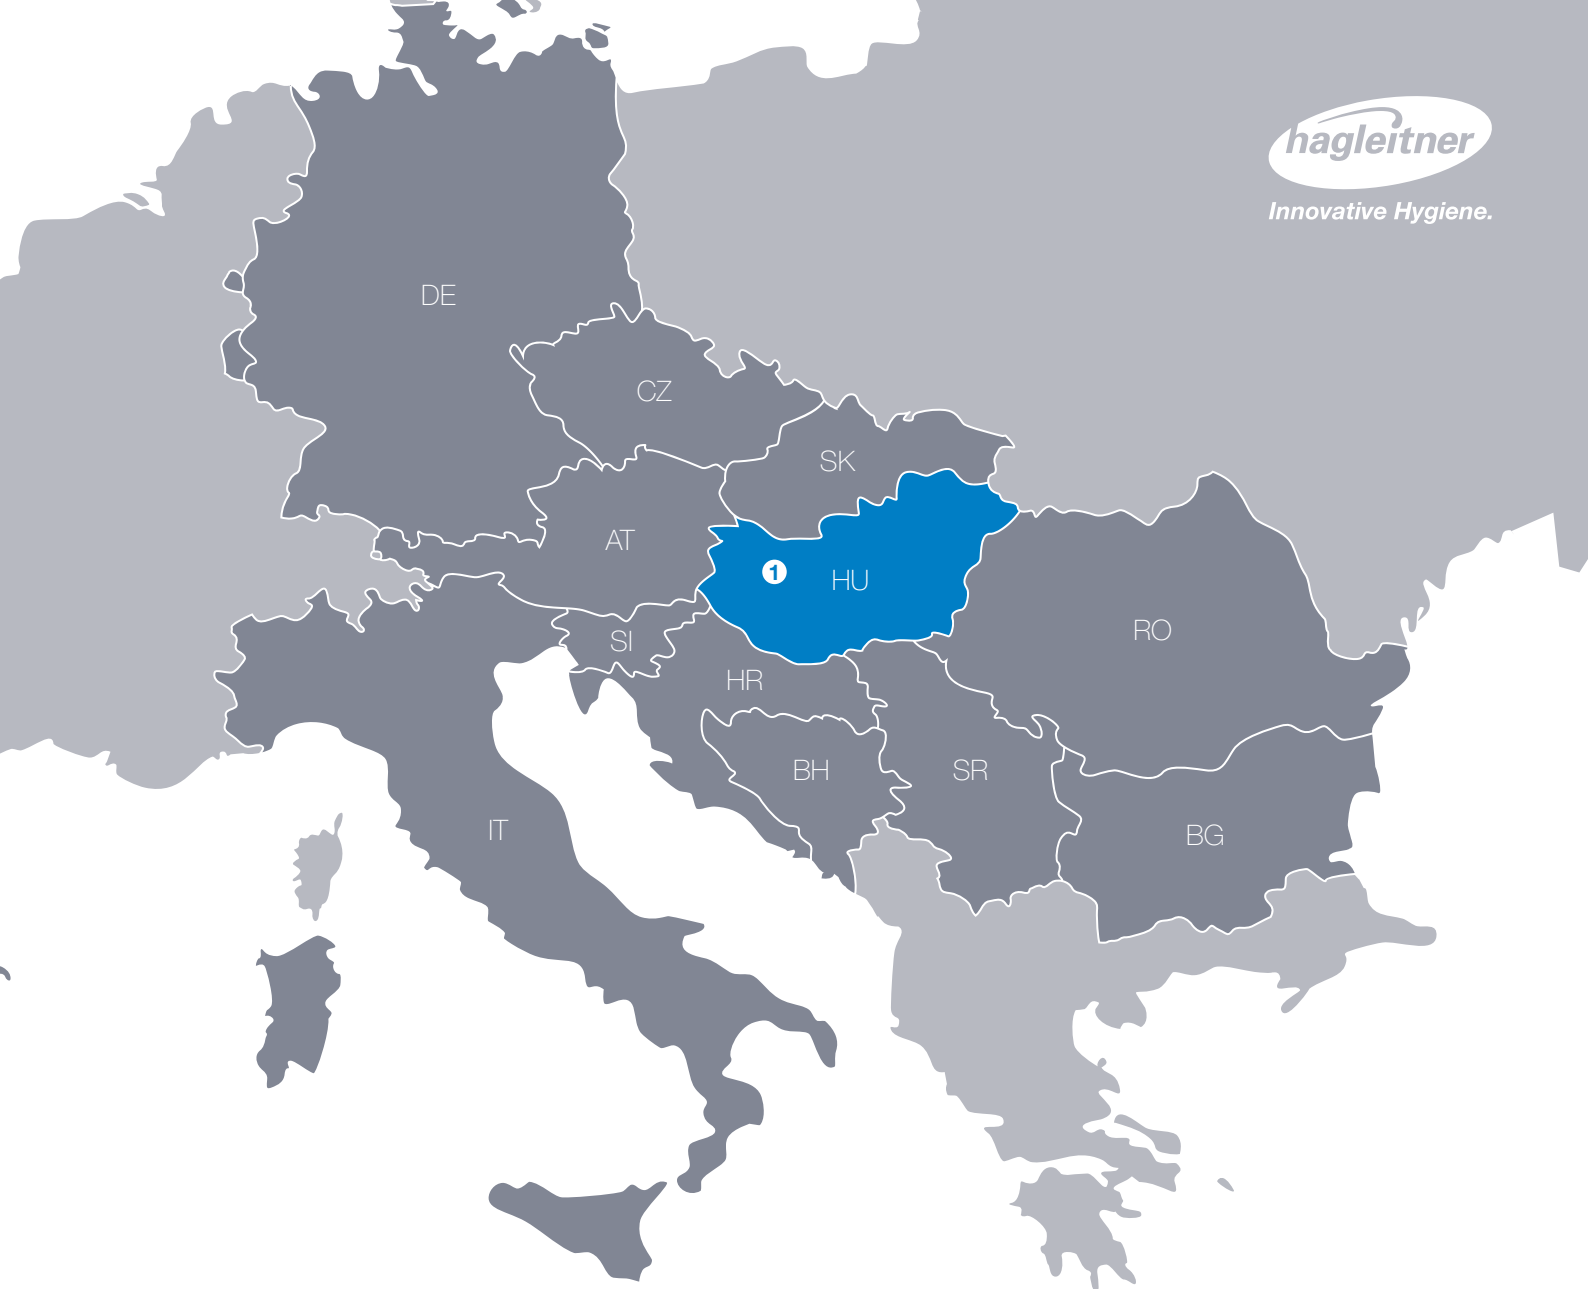 hagleitner
Innovative Hygiene.
DE
CZ
SK
AT
1
HU
RO
SI
HR
BH
SR
IT
BG